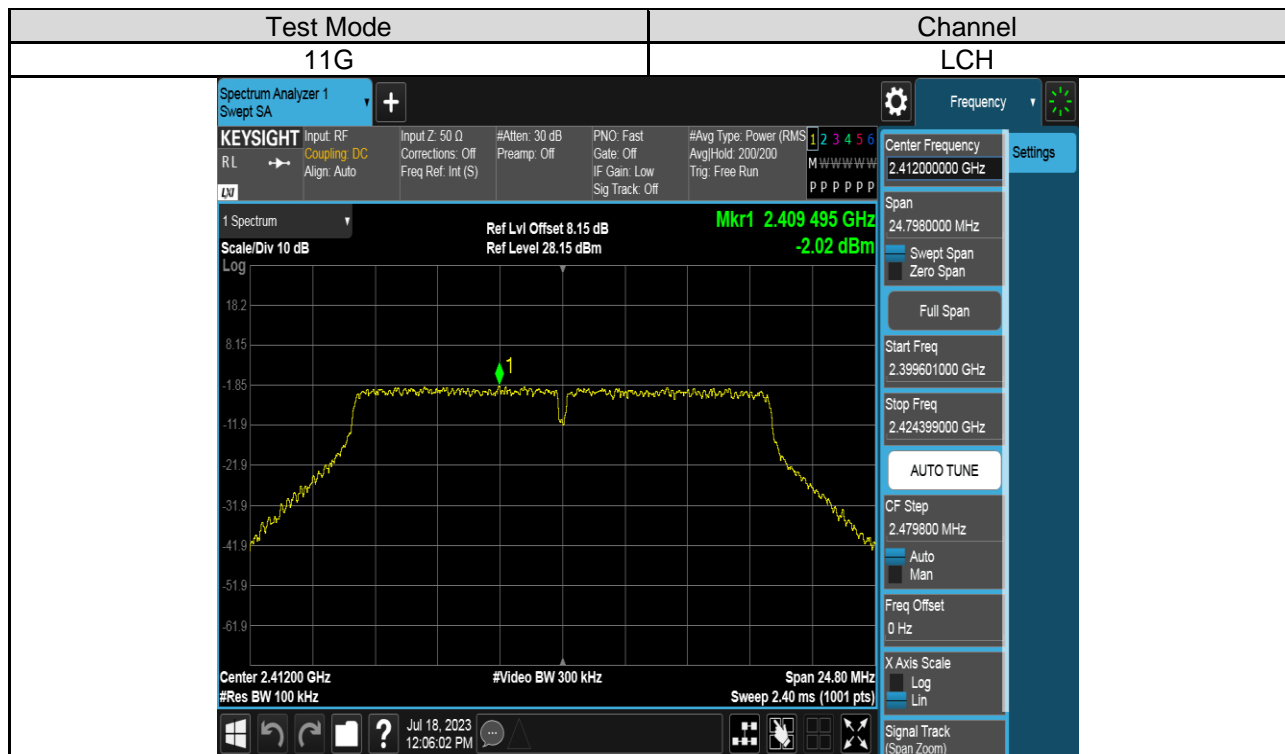 Test Mode Channel
11G LCH
Spectrum Analyzer 1
Swept SA
Frequency
KEYSIGHT
R L
LXI
Input: RF
Coupling: DC
Align: Auto
Input Z: 50 Ω
Corrections: Off
Freq Ref: Int (S)
#Atten: 30 dB
Preamp: Off
PNO: Fast
Gate: Off
IF Gain: Low
Sig Track: Off
#Avg Type: Power (RMS
Avg|Hold: 200/200
Trig: Free Run
1 2 3 4 5 6
M W W W W W
P P P P P P
1 Spectrum
Scale/Div 10 dB
Ref Lvl Offset 8.15 dB
Ref Level 28.15 dBm
Mkr1 2.409 495 GHz
-2.02 dBm
Log
18.2
8.15
-1.85
-11.9
-21.9
-31.9
-41.9
-51.9
-61.9
1
Center 2.41200 GHz
#Res BW 100 kHz
#Video BW 300 kHz
Span 24.80 MHz
Sweep 2.40 ms (1001 pts)
Center Frequency
2.412000000 GHz
Settings
Span
24.7980000 MHz
Swept Span
Zero Span
Full Span
Start Freq
2.399601000 GHz
Stop Freq
2.424399000 GHz
AUTO TUNE
CF Step
2.479800 MHz
Auto
Man
Freq Offset
0 Hz
X Axis Scale
Log
Lin
Signal Track
(Span Zoom)
?
Jul 18, 2023
12:06:02 PM